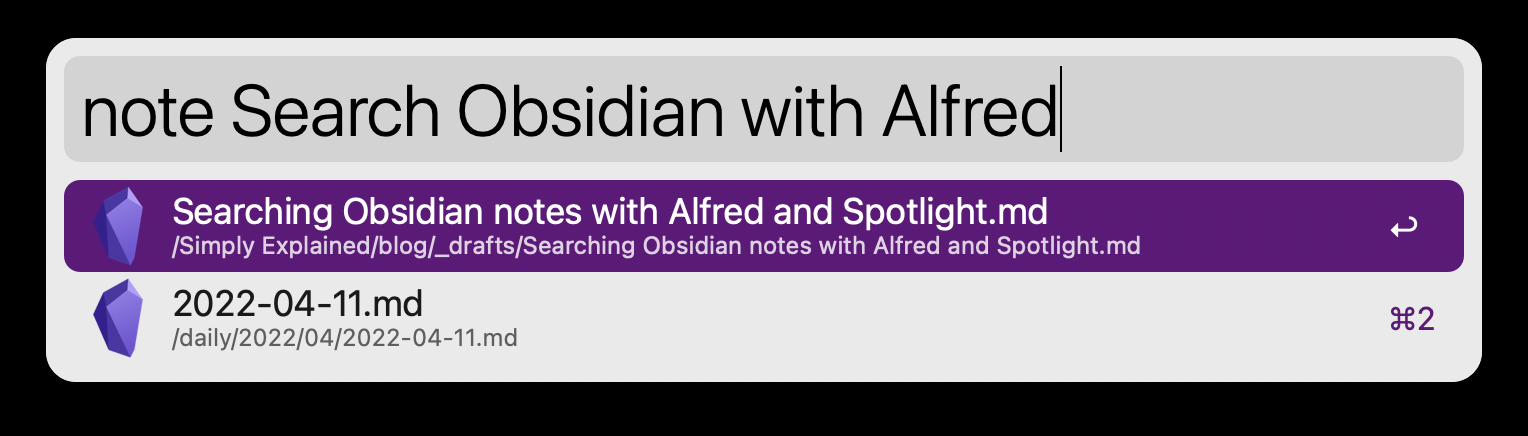 note Search Obsidian with Alfred
Searching Obsidian notes with Alfred and Spotlight.md
/Simply Explained/blog/_drafts/Searching Obsidian notes with Alfred and Spotlight.md
2022-04-11.md
/daily/2022/04/2022-04-11.md
⌘2